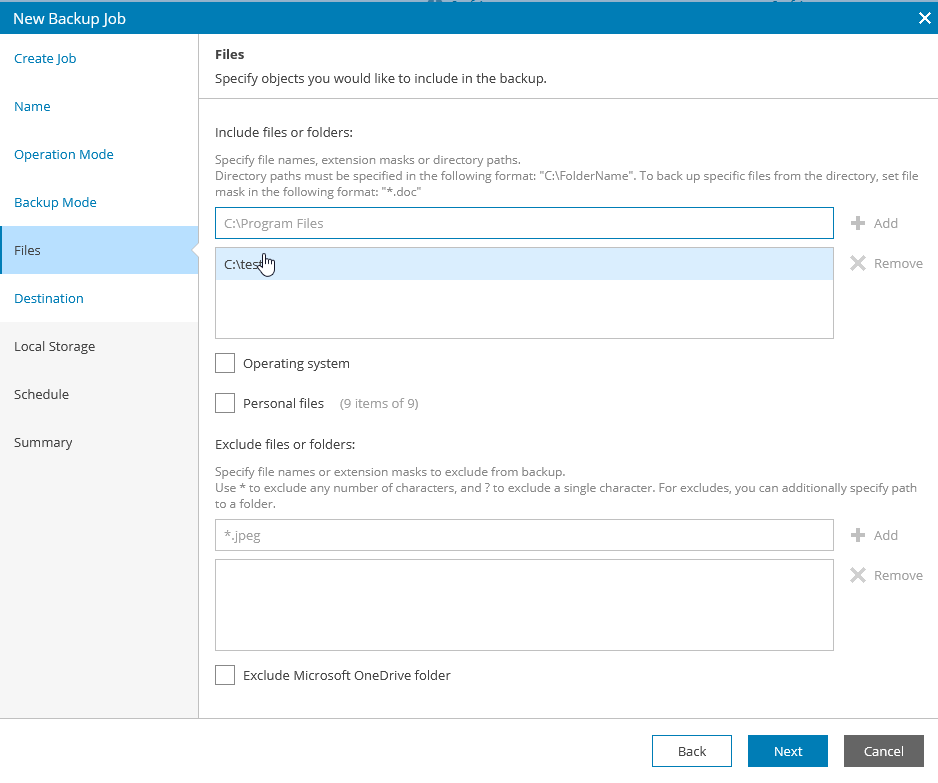 New Backup Job
Create Job
Name
Operation Mode
Backup Mode
Files
Destination
Local Storage
Schedule
Summary
Files
Specify objects you would like to include in the backup.
Include files or folders:
Specify file names, extension masks or directory paths.
Directory paths must be specified in the following format: "C:\FolderName". To back up specific files from the directory, set file
mask in the following format: "*.doc"
C:\Program Files
Add
C:\test
Remove
Operating system
Personal files (9 items of 9)
Exclude files or folders:
Specify file names or extension masks to exclude from backup.
Use * to exclude any number of characters, and ? to exclude a single character. For excludes, you can additionally specify path
to a folder.
*.jpeg
Add
Remove
Exclude Microsoft OneDrive folder
Back
Next
Cancel